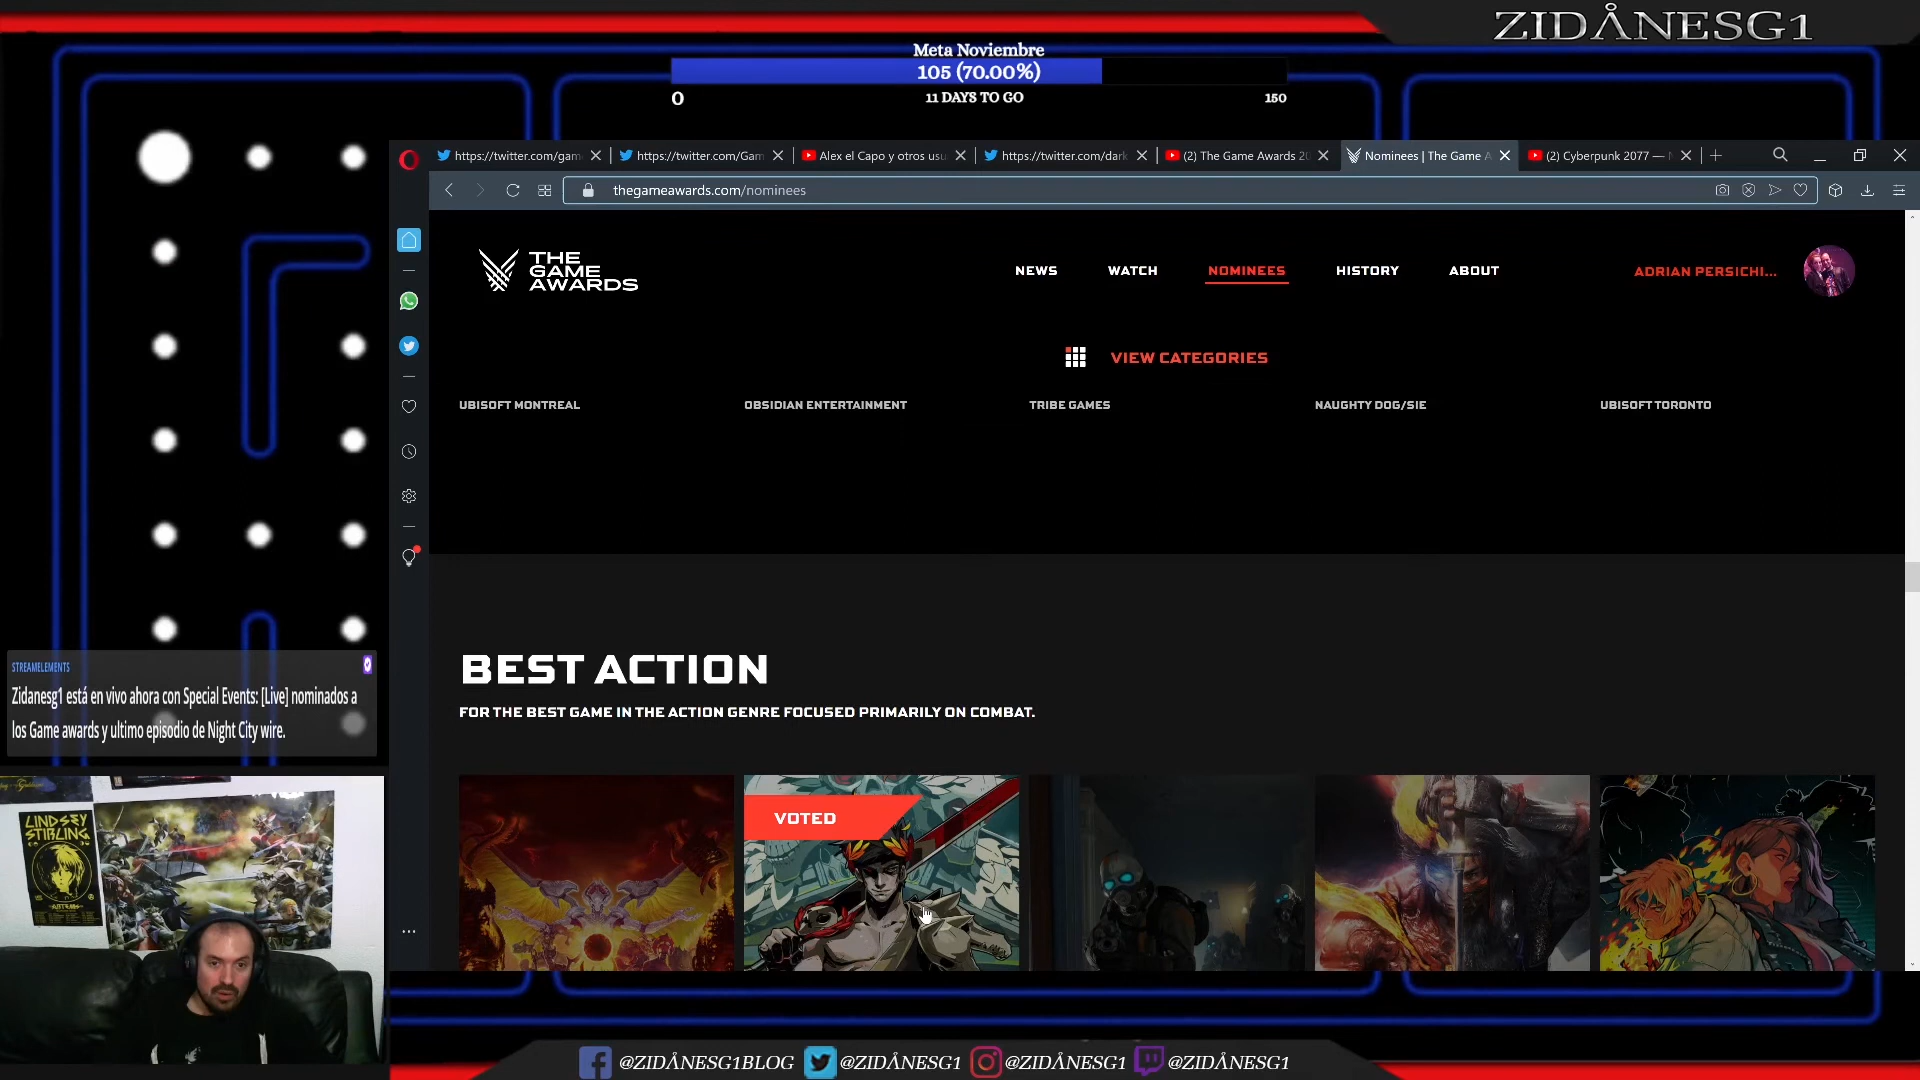 ZIDÅNESG1
Meta Noviembre
105 (70.00%)
0
11 DAYS TO GO
150
https://twitter.com/gam
https://twitter.com/Gam
Alex el Capo y otros usu
https://twitter.com/dark
(2) The Game Awards 20
Nominees | The Game A
(2) Cyberpunk 2077 —
thegameawards.com/nominees
THE
GAME
AWARDS
NEWS
WATCH
NOMINEES
HISTORY
ABOUT
ADRIAN PERSICHI...
VIEW CATEGORIES
UBISOFT MONTREAL
OBSIDIAN ENTERTAINMENT
TRIBE GAMES
NAUGHTY DOG/SIE
UBISOFT TORONTO
BEST ACTION
FOR THE BEST GAME IN THE ACTION GENRE FOCUSED PRIMARILY ON COMBAT.
VOTED
STREAMELEMENTS
Zidanesg1 está en vivo ahora con Special Events: [Live] nominados a
los Game awards y ultimo episodio de Night City wire.
LINDSEY
STIRLING
ARTEMIS
@ZIDÅNESG1BLOG
@ZIDÅNESG1
@ZIDÅNESG1
@ZIDÅNESG1